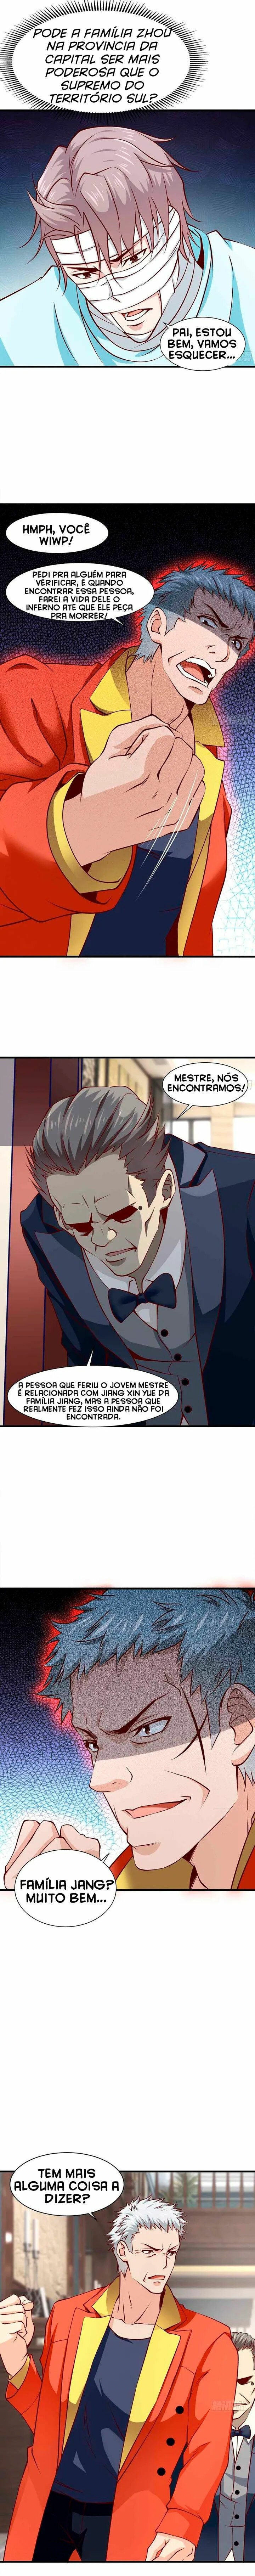 PODE A FAMÍLIA ZHOU
NA PROVINCIA DA
CAPITAL SER MAIS
PODEROSA QUE O
SUPREMO DO
TERRITÓRIO SUL?
PAI, ESTOU
BEM, VAMOS
ESQUECER...
HMPH, VOCÊ
WIWP!
PEDI PRA ALGUÉM PARA
VERIFICAR, E QUANDO
ENCONTRAR ESSA PESSOA,
FAREI A VIDA DELE O
INFERNO ATE QUE ELE PEÇA
PRA MORRER!
MESTRE, NÓS
ENCONTRAMOS!
A PESSOA QUE FERIU O JOVEM MESTRE
É RELACIONADA COM JIANG XIN YUE DA
FAMÍLIA JIANG, MAS A PESSOA QUE
REALMENTE FEZ ISSO AINDA NÃO FOI
ENCONTRADA.
FAMÍLIA JANG?
MUITO BEM...
TEM MAIS
ALGUMA COISA A
DIZER?